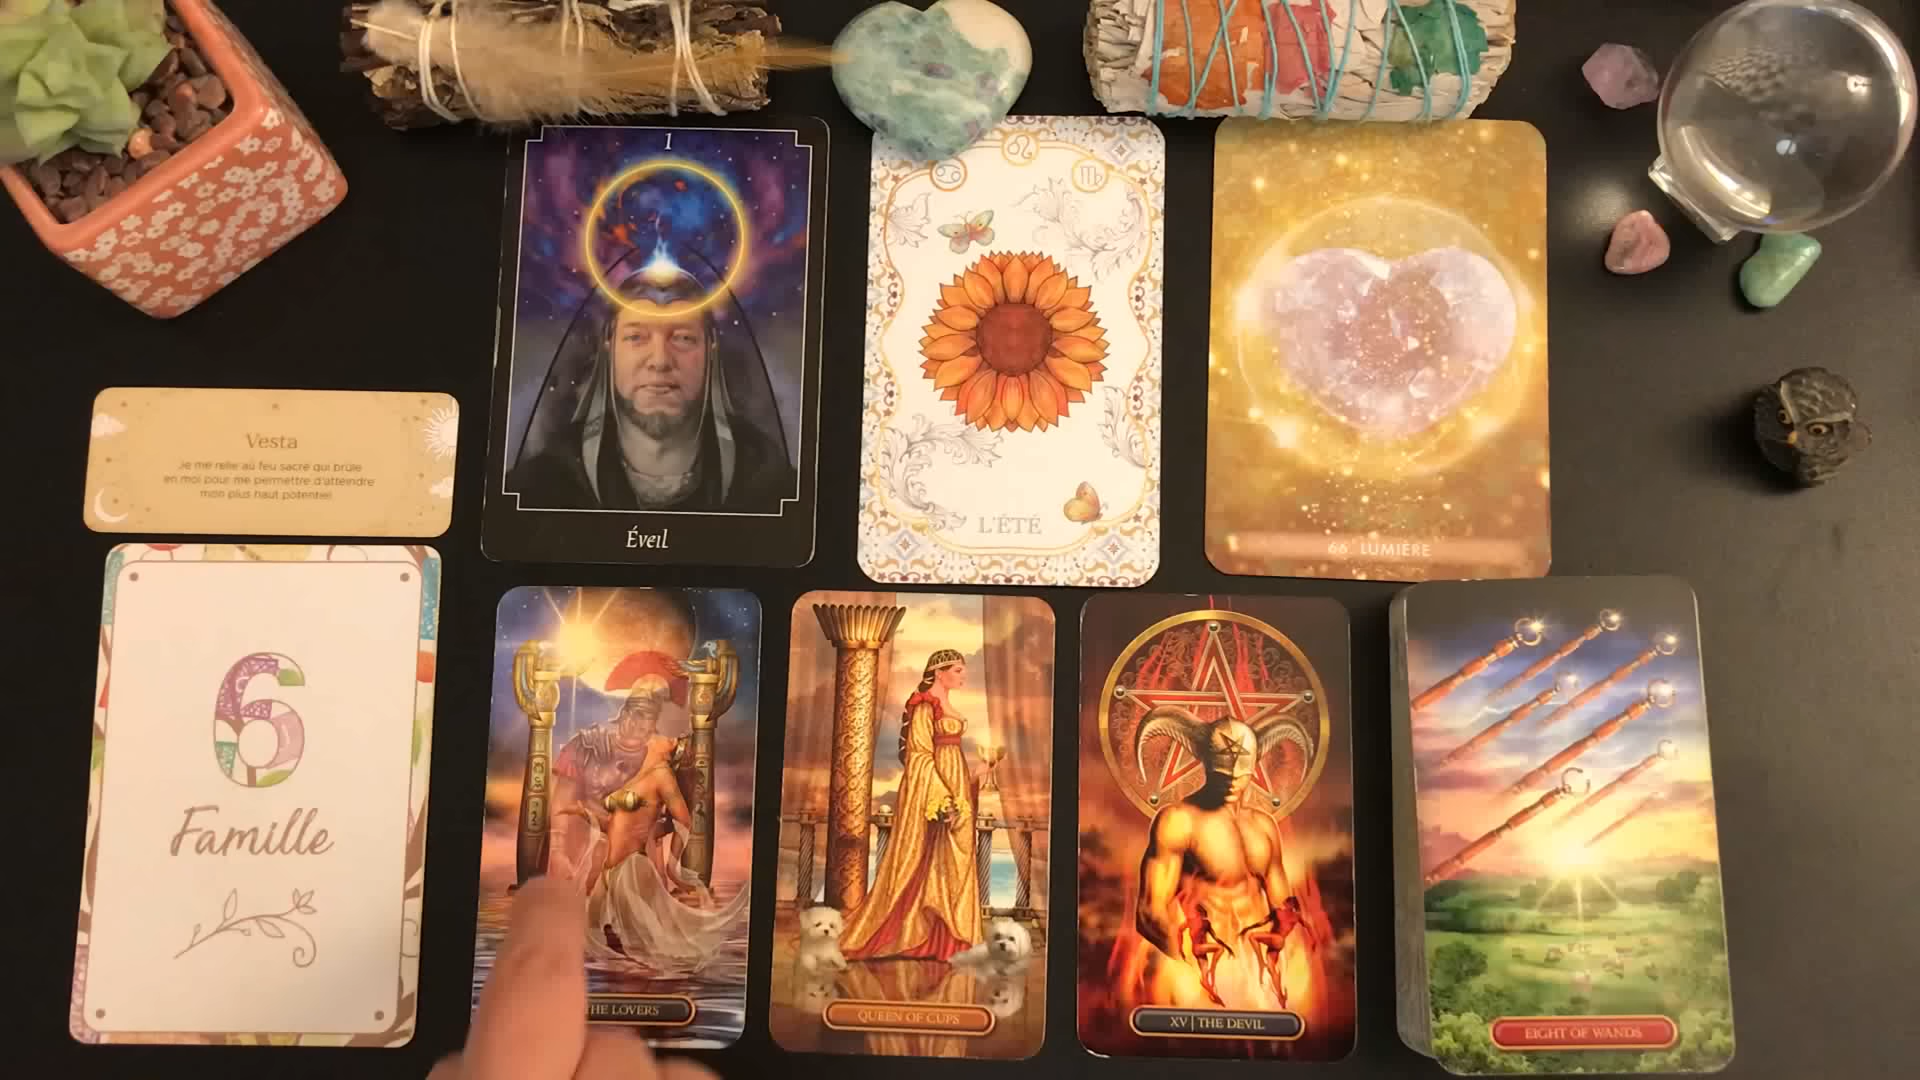 1
Éveil
L'ÉTÉ
66. LUMIÈRE
Vesta
Je me relie au feu sacré qui brûle
en moi pour me permettre d'atteindre
mon plus haut potentiel
6
Famille
THE LOVERS
QUEEN OF CUPS
XV | THE DEVIL
EIGHT OF WANDS